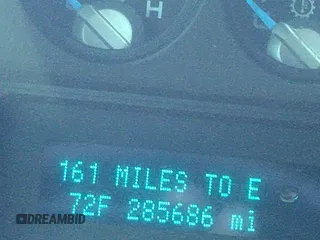 H
161 MILES TO E
72F 285686 mi
DREAMBID